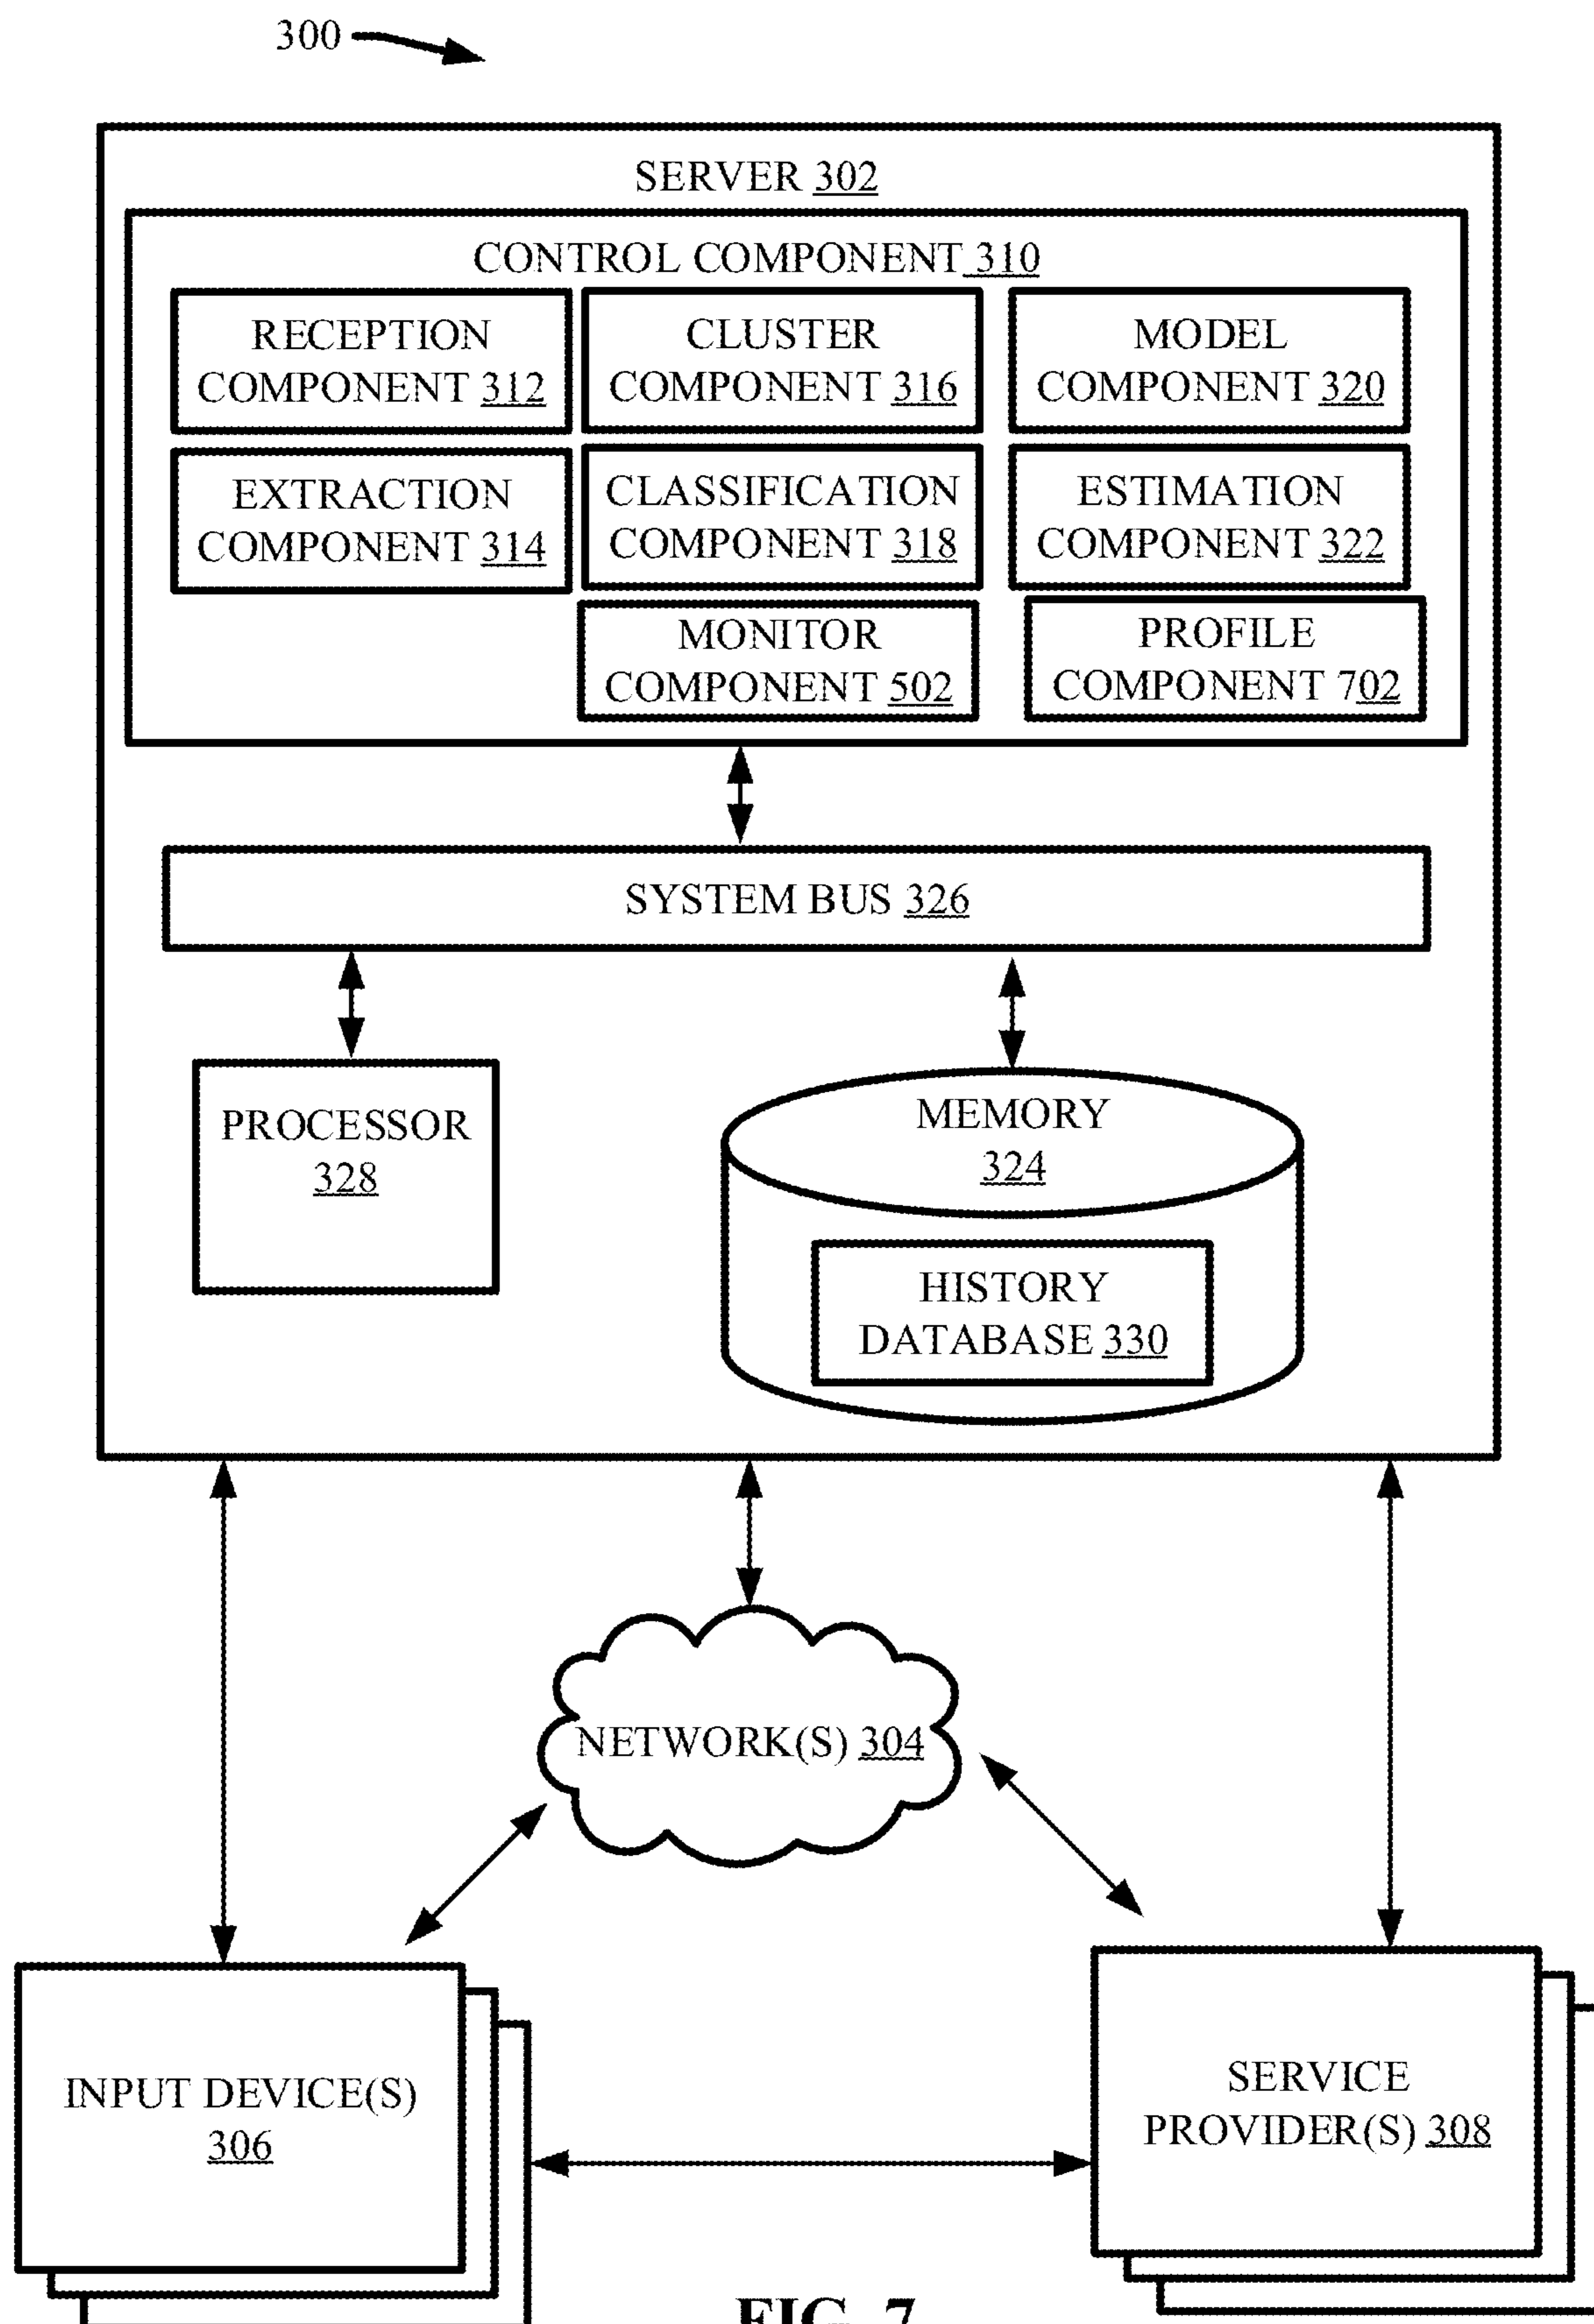 300
SERVER 302
CONTROL COMPONENT 310
RECEPTION
COMPONENT 312
CLUSTER
COMPONENT 316
MODEL
COMPONENT 320
EXTRACTION
COMPONENT 314
CLASSIFICATION
COMPONENT 318
ESTIMATION
COMPONENT 322
MONITOR
COMPONENT 502
PROFILE
COMPONENT 702
SYSTEM BUS 326
PROCESSOR
328
MEMORY
324
HISTORY
DATABASE 330
NETWORK(S) 304
INPUT DEVICE(S)
306
SERVICE
PROVIDER(S) 308
FIG. 7